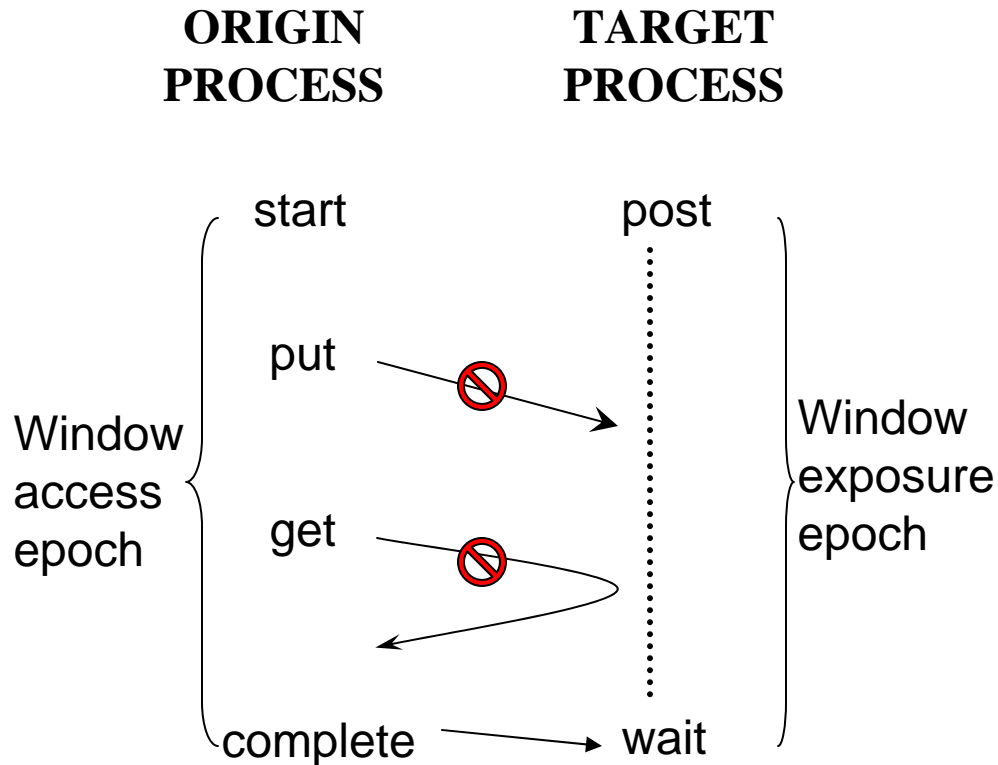 ORIGIN
PROCESS
TARGET
PROCESS
start
post
put
Window
access
epoch
Window
exposure
epoch
get
complete
wait